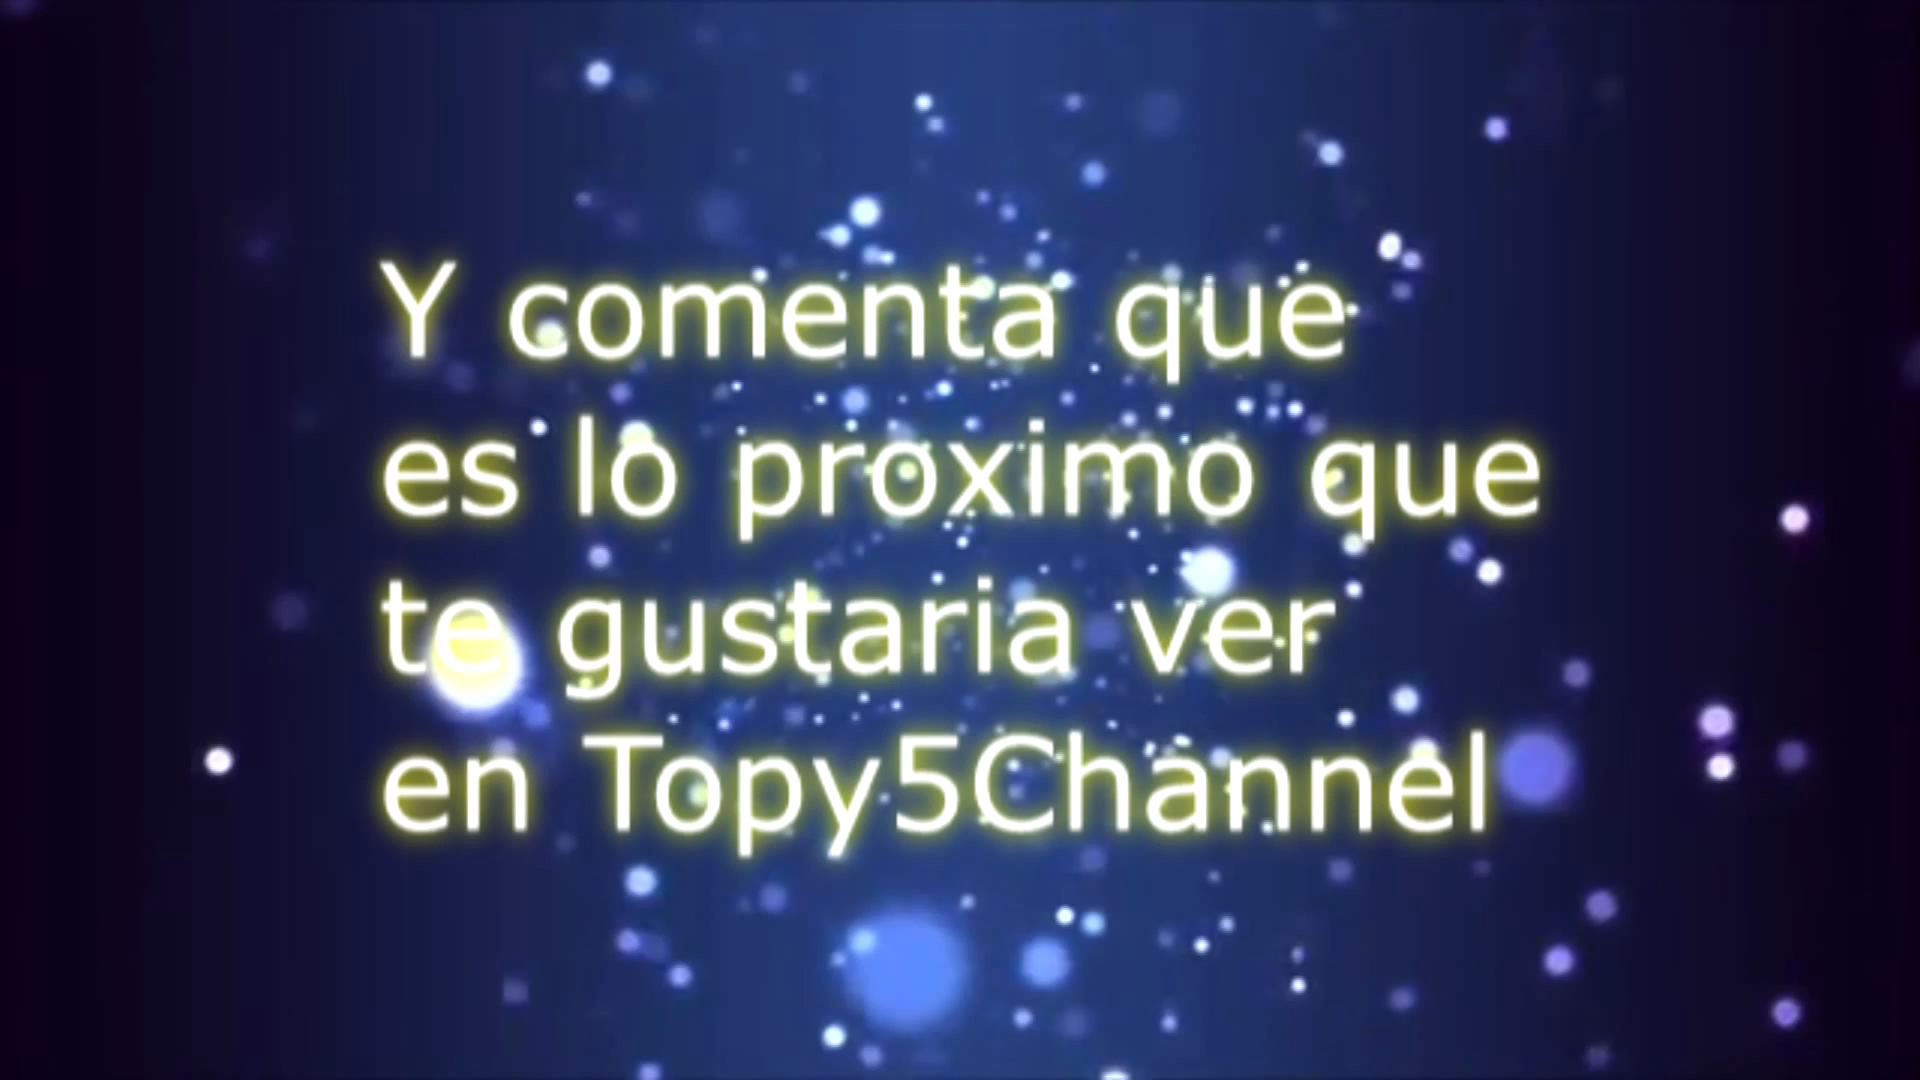 Y comenta que
es lo proximo que
te gustaria ver
en Topy5Channel